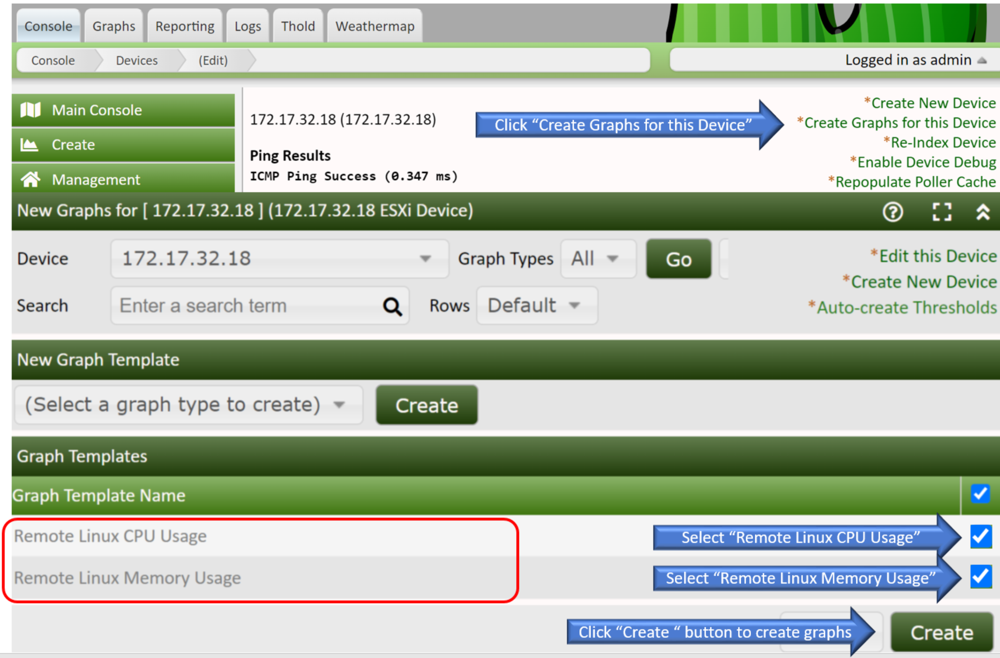 Console Graphs Reporting Logs Thold Weathermap
Console Devices (Edit)
Logged in as admin
Main Console
Create
Management
172.17.32.18 (172.17.32.18)
Ping Results
ICMP Ping Success (0.347 ms)
Click “Create Graphs for this Device”
*Create New Device
*Create Graphs for this Device
*Re-Index Device
*Enable Device Debug
*Repopulate Poller Cache
New Graphs for [ 172.17.32.18 ] (172.17.32.18 ESXi Device)
Device 172.17.32.18 Graph Types All Go
Search Enter a search term Rows Default
*Edit this Device
*Create New Device
*Auto-create Thresholds
New Graph Template
(Select a graph type to create) Create
Graph Templates
Graph Template Name
Remote Linux CPU Usage
Select “Remote Linux CPU Usage”
Remote Linux Memory Usage
Select “Remote Linux Memory Usage”
Click “Create “ button to create graphs
Create